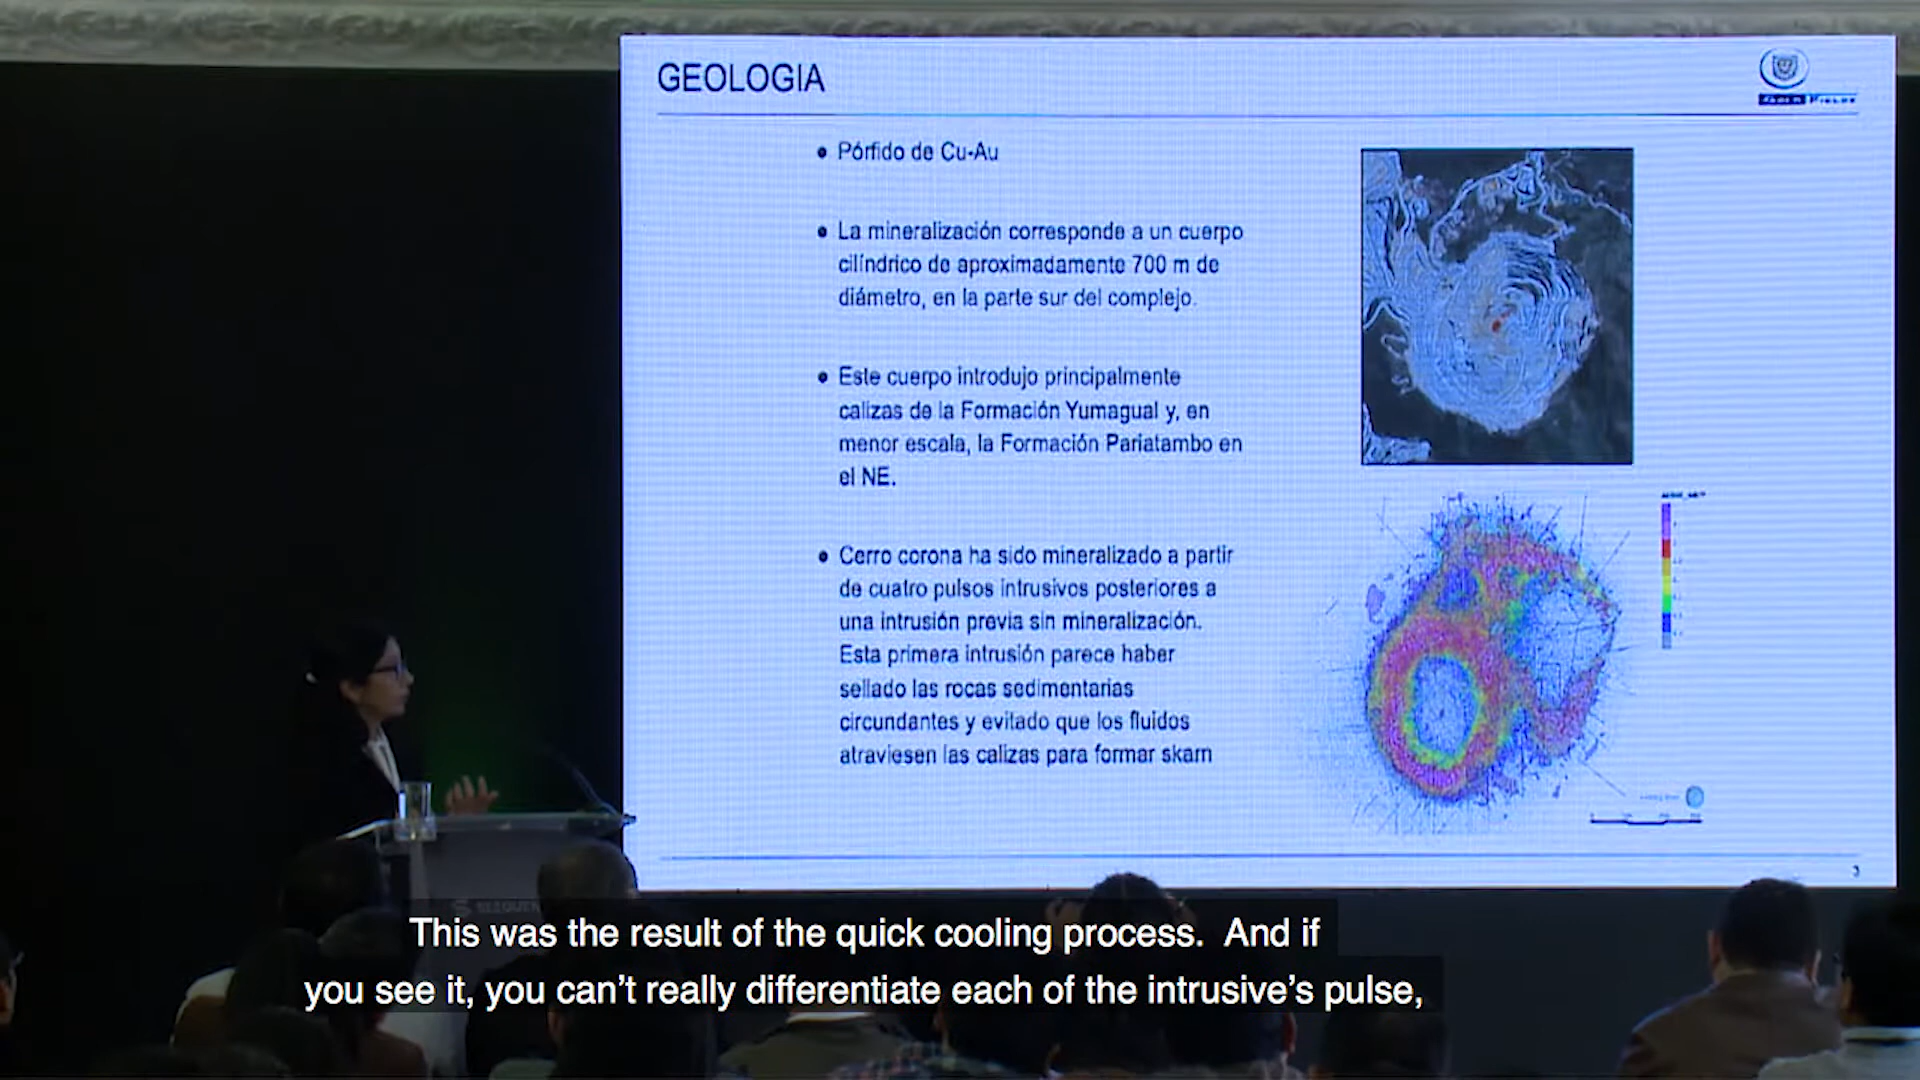 GEOLOGIA
GOLD FIELDS
• Pórfido de Cu-Au
• La mineralización corresponde a un cuerpo
cilíndrico de aproximadamente 700 m de
diámetro, en la parte sur del complejo.
• Este cuerpo introdujo principalmente
calizas de la Formación Yumagual y, en
menor escala, la Formación Pariatambo en
el NE.
• Cerro corona ha sido mineralizado a partir
de cuatro pulsos intrusivos posteriores a
una intrusión previa sin mineralización.
Esta primera intrusión parece haber
sellado las rocas sedimentarias
circundantes y evitado que los fluidos
atraviesen las calizas para formar skarn
3
This was the result of the quick cooling process. And if
you see it, you can't really differentiate each of the intrusive's pulse,